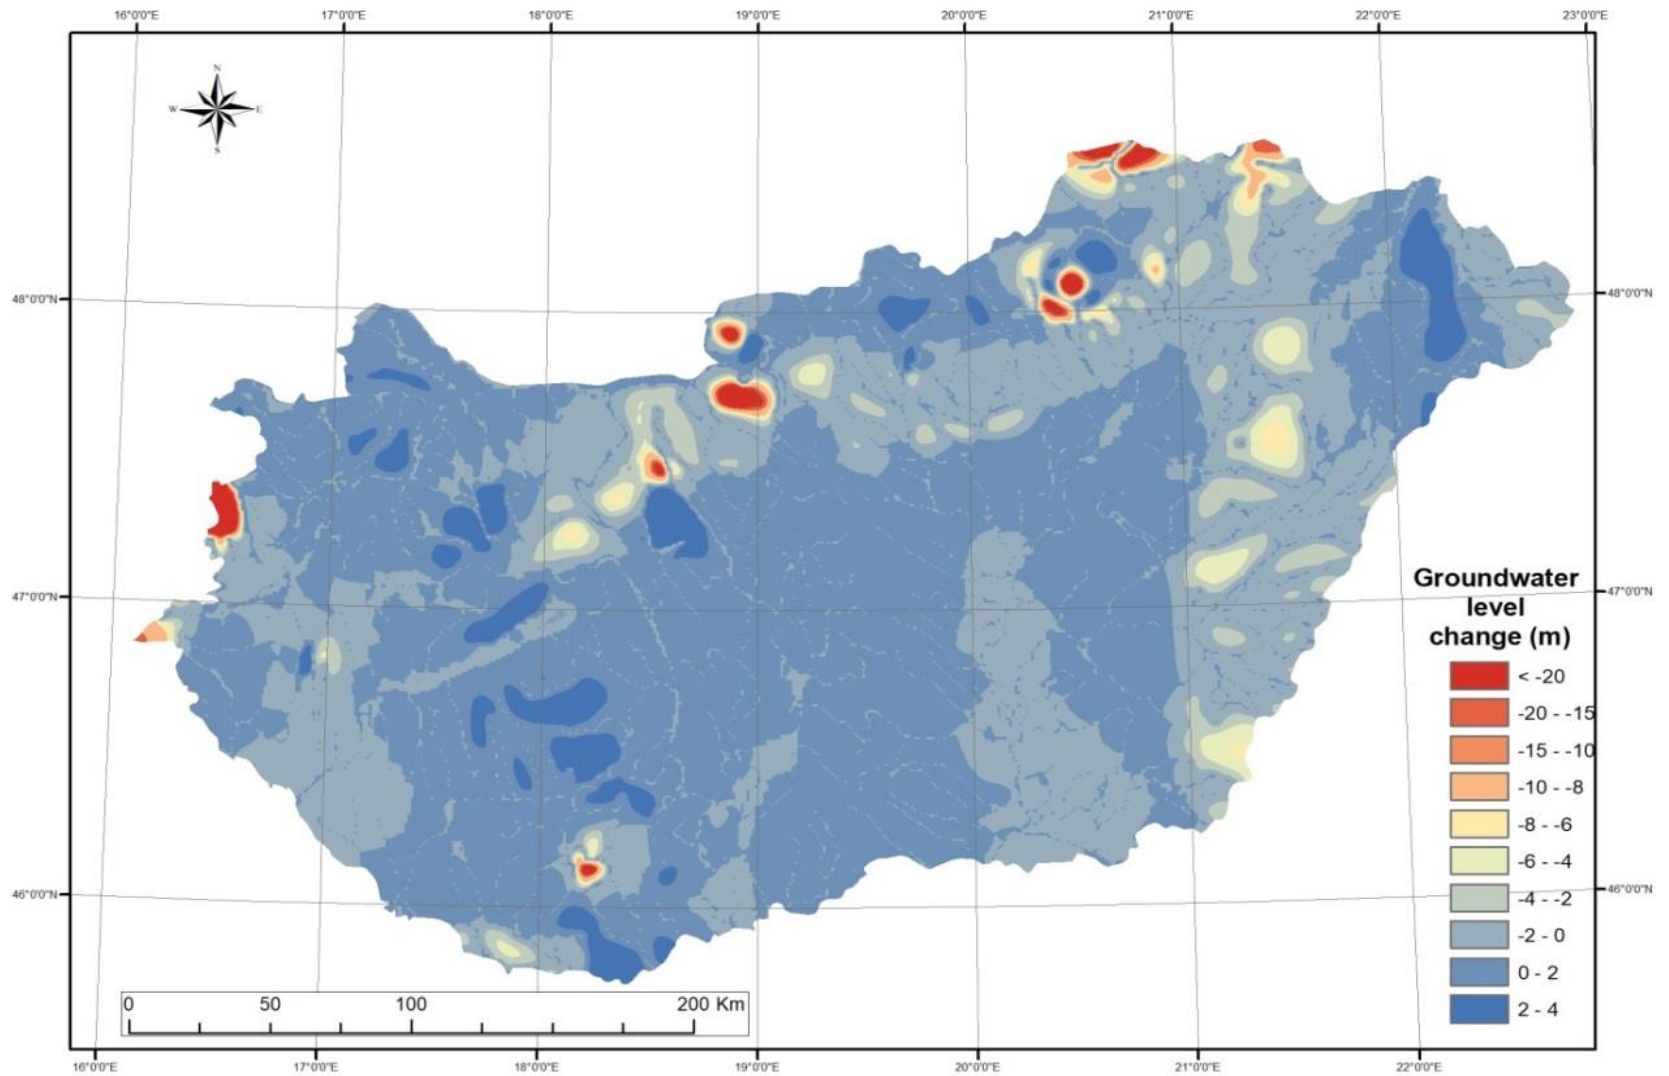 16°0'0"E 17°0'0"E 18°0'0"E 19°0'0"E 20°0'0"E 21°0'0"E 22°0'0"E 23°0'0"E
N
W E
S
48°0'0"N 48°0'0"N
47°0'0"N 47°0'0"N
46°0'0"N 46°0'0"N
Groundwater
level
change (m)
< -20
-20 - -15
-15 - -10
-10 - -8
-8 - -6
-6 - -4
-4 - -2
-2 - 0
0 - 2
2 - 4
0 50 100 200 Km
16°0'0"E 17°0'0"E 18°0'0"E 19°0'0"E 20°0'0"E 21°0'0"E 22°0'0"E